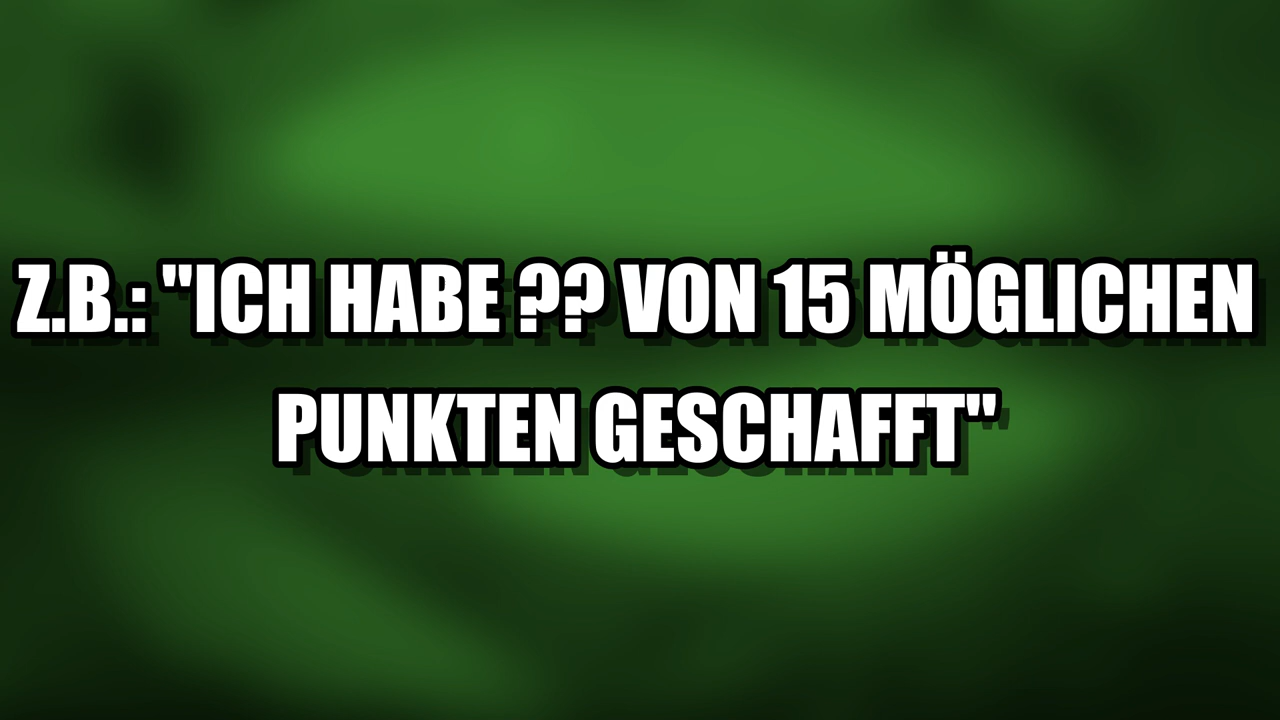 Z.B.: "ICH HABE ?? VON 15 MÖGLICHEN
PUNKTEN GESCHAFFT"